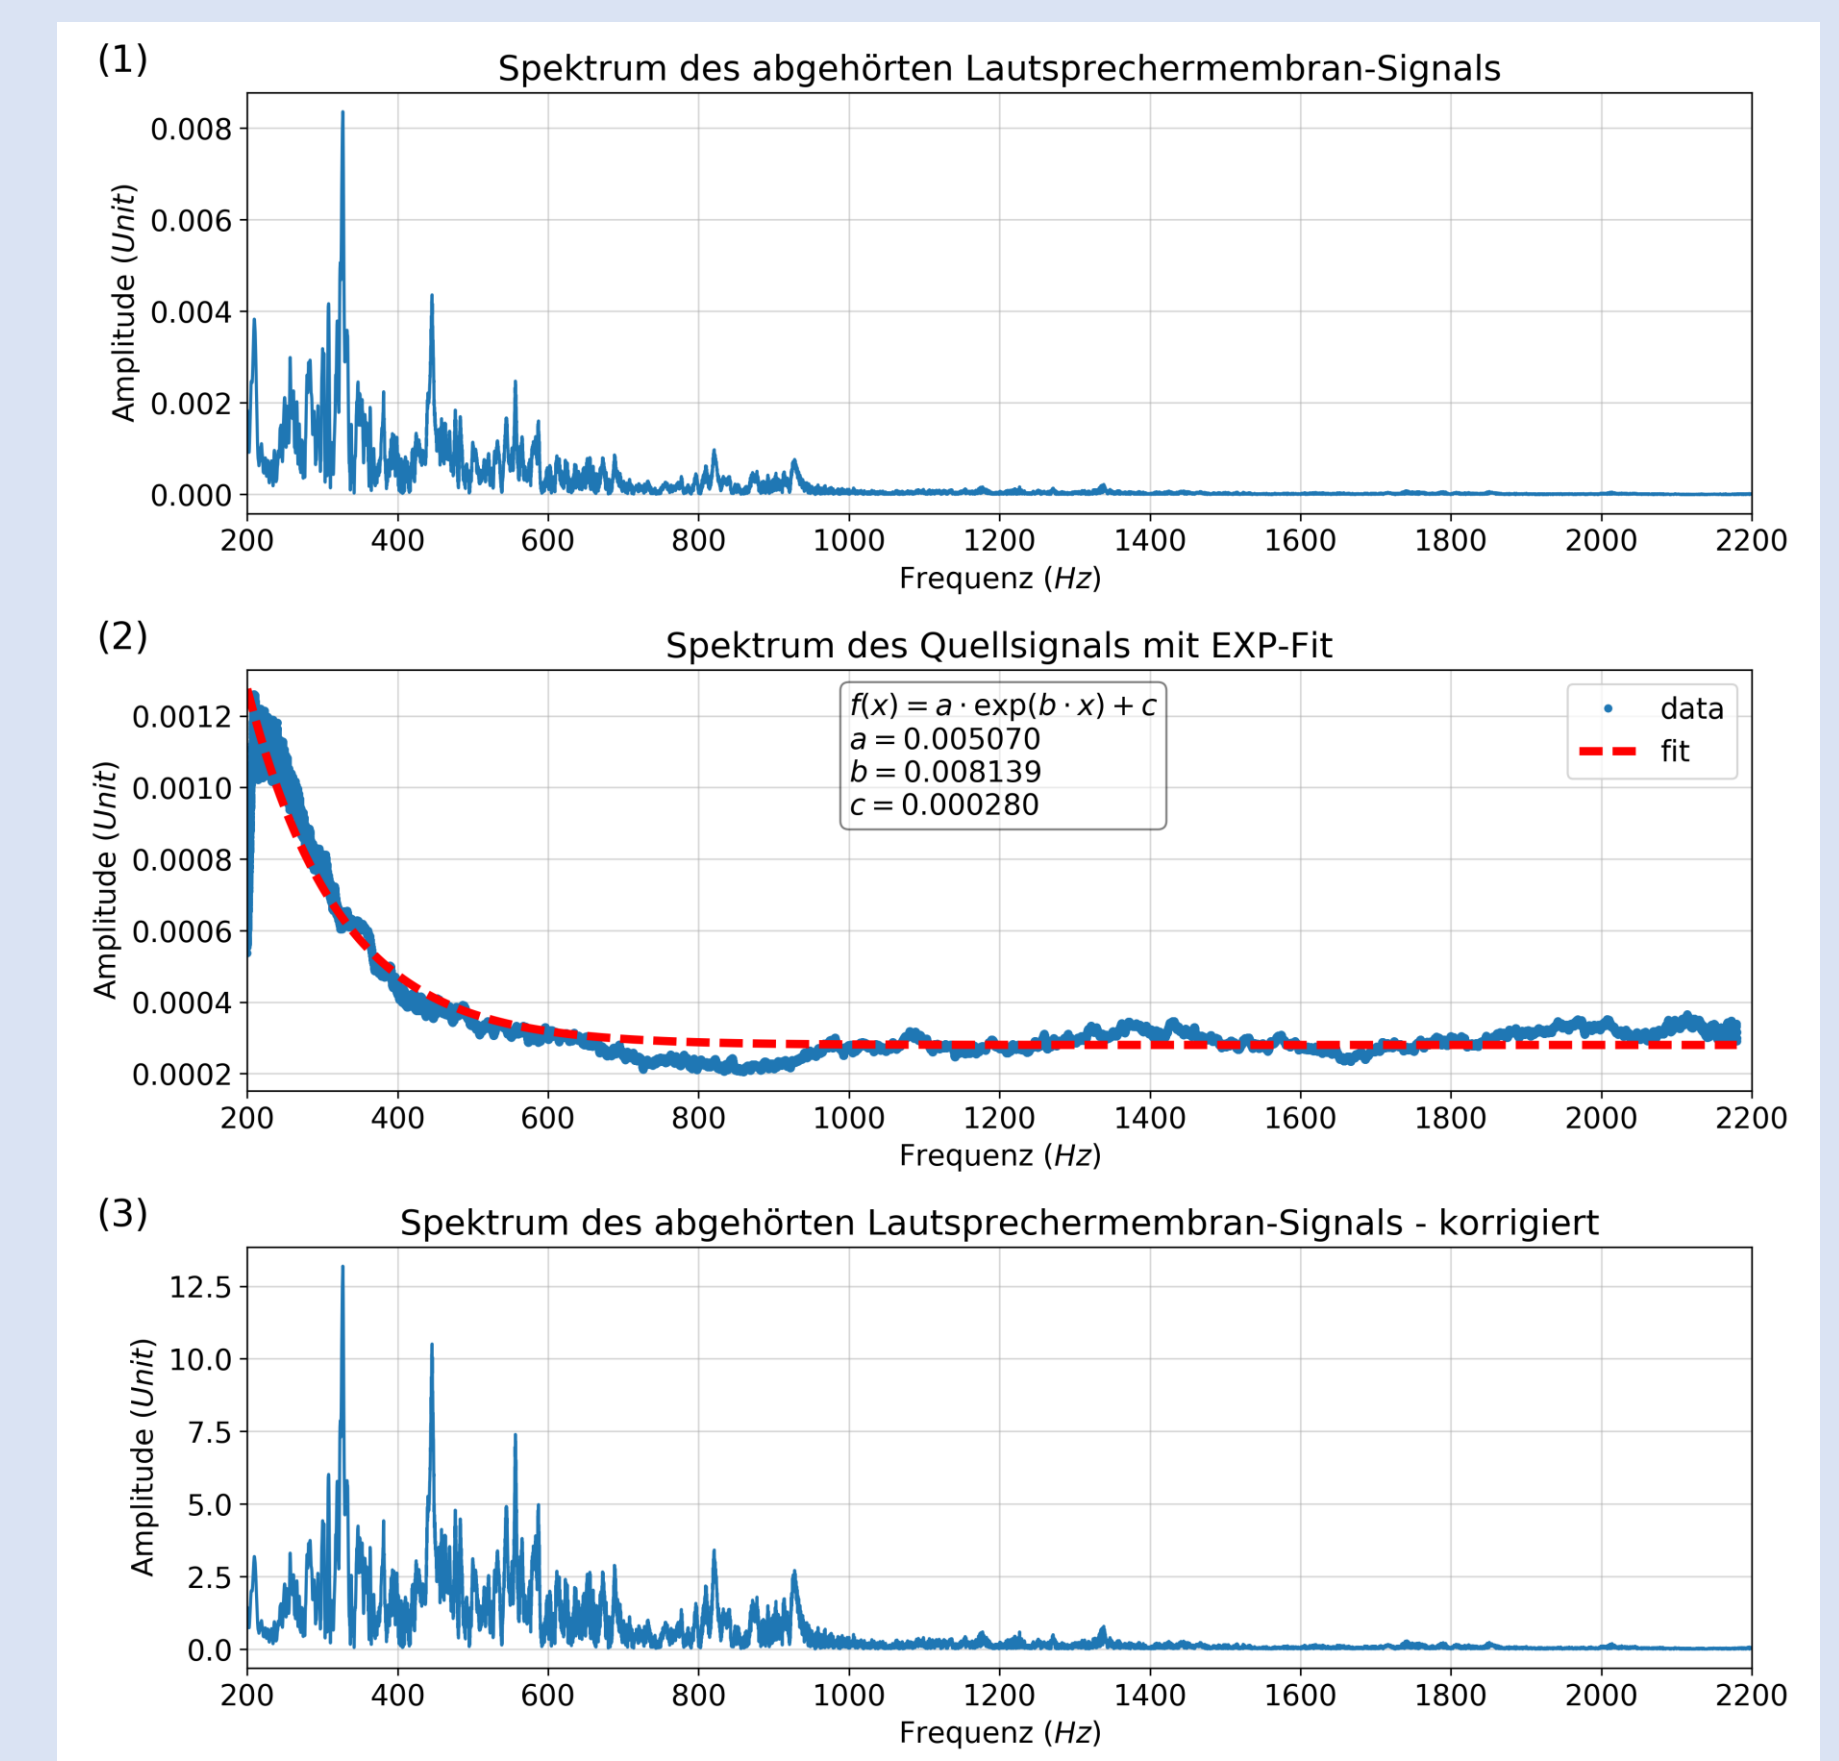 (1)
Spektrum des abgehörten Lautsprechermembran-Signals
Amplitude (Unit)
0.008
0.006
0.004
0.002
0.000
200 400 600 800 1000 1200 1400 1600 1800 2000 2200
Frequenz (Hz)
(2)
Spektrum des Quellsignals mit EXP-Fit
Amplitude (Unit)
0.0012
0.0010
0.0008
0.0006
0.0004
0.0002
f(x) = a · exp(b · x) + c
a = 0.005070
b = 0.008139
c = 0.000280
data
fit
200 400 600 800 1000 1200 1400 1600 1800 2000 2200
Frequenz (Hz)
(3)
Spektrum des abgehörten Lautsprechermembran-Signals - korrigiert
Amplitude (Unit)
12.5
10.0
7.5
5.0
2.5
0.0
200 400 600 800 1000 1200 1400 1600 1800 2000 2200
Frequenz (Hz)